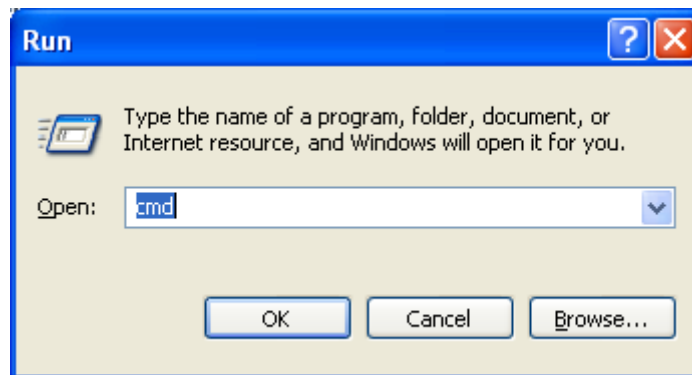 Run
Type the name of a program, folder, document, or
Internet resource, and Windows will open it for you.
Open: cmd
OK Cancel Browse...